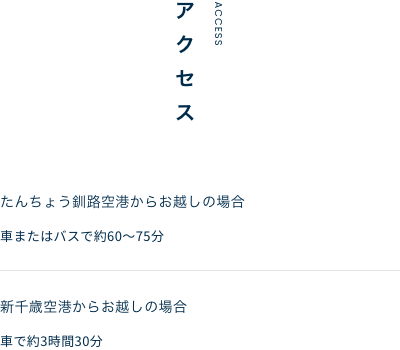 アクセス
ACCESS
たんちょう釧路空港からお越しの場合
車またはバスで約60〜75分
新千歳空港からお越しの場合
車で約3時間30分